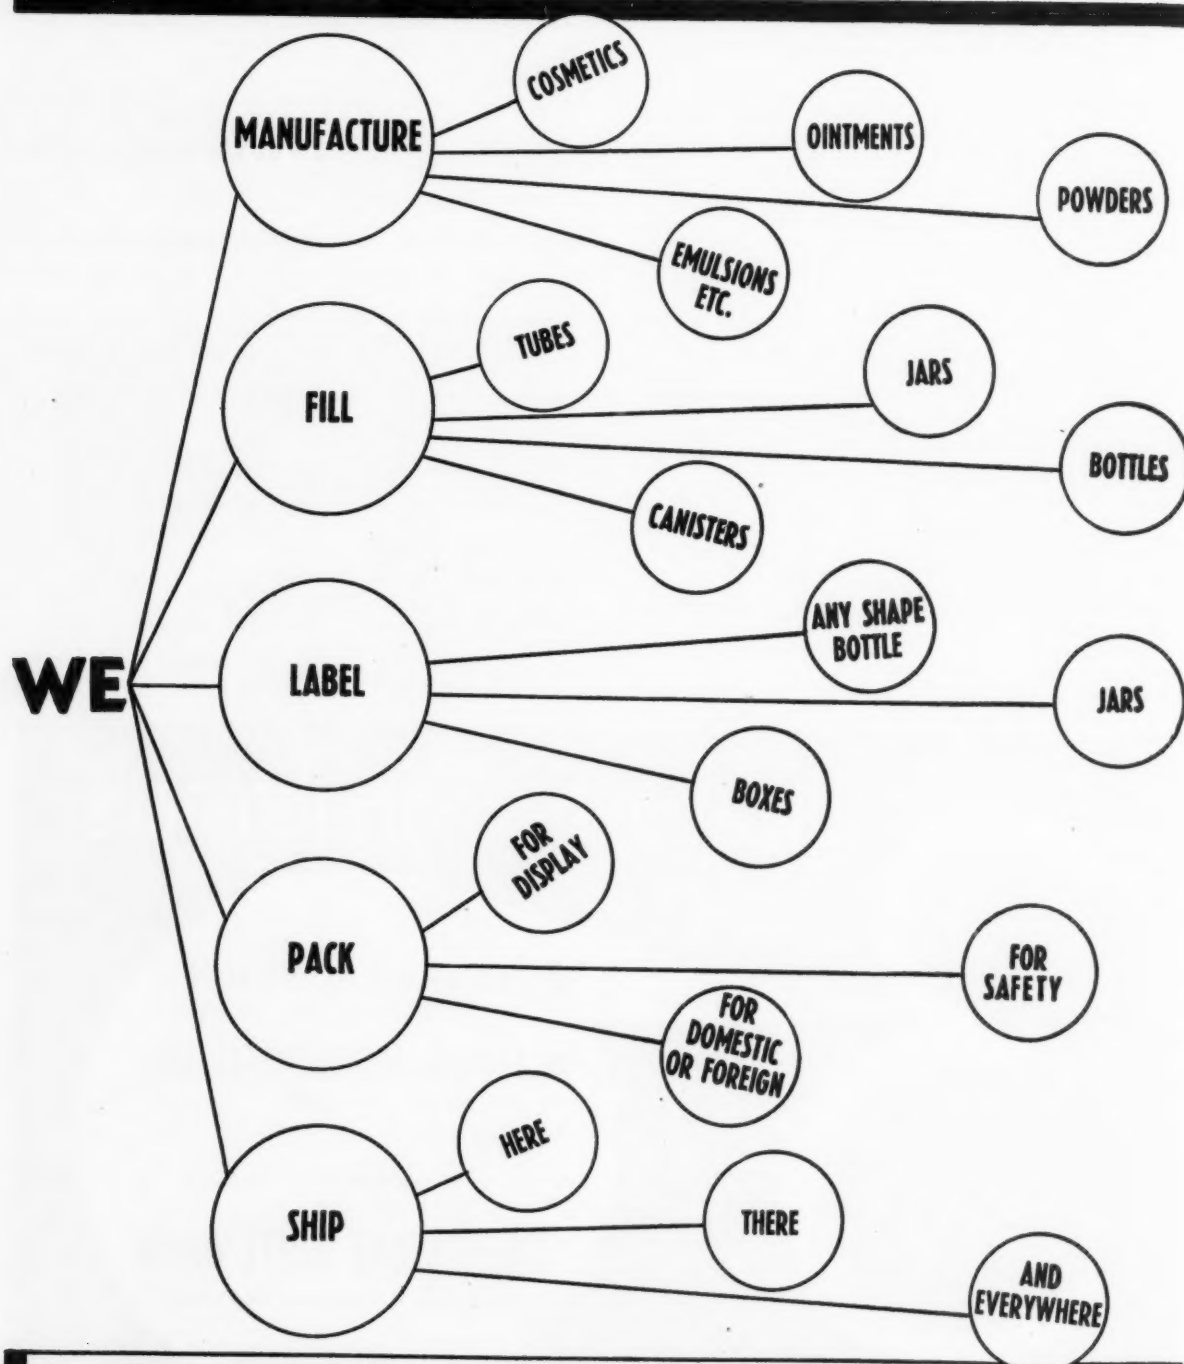 WE
MANUFACTURE
COSMETICS
OINTMENTS
POWDERS
EMULSIONS
ETC.
FILL
TUBES
JARS
BOTTLES
CANISTERS
LABEL
ANY SHAPE
BOTTLE
JARS
BOXES
PACK
FOR
DISPLAY
FOR
SAFETY
FOR
DOMESTIC
OR FOREIGN
SHIP
HERE
THERE
AND
EVERYWHERE